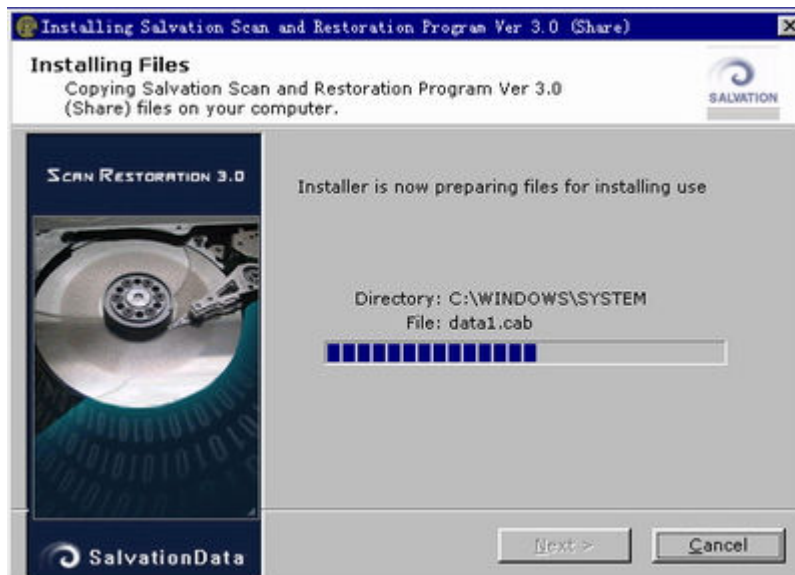 Installing Salvation Scan and Restoration Program Ver 3.0 (Share)
Installing Files
Copying Salvation Scan and Restoration Program Ver 3.0
(Share) files on your computer.
SALVATION
SCAN RESTORATION 3.0
Installer is now preparing files for installing use
Directory: C:\WINDOWS\SYSTEM
File: data1.cab
SalvationData
Next >
Cancel